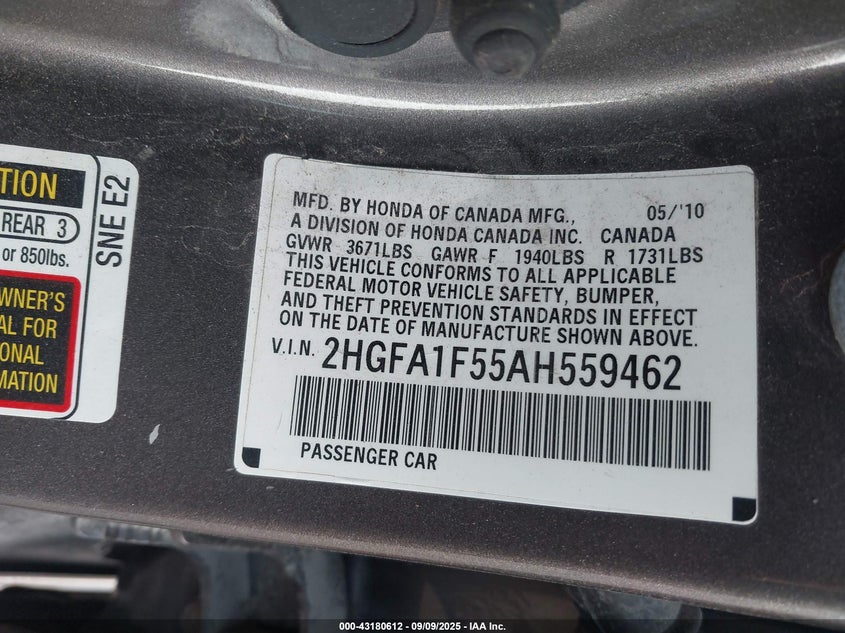 TION
REAR 3
or 850lbs.
WNER'S
AL FOR
ONAL
MATION
SNE E2
MFD. BY HONDA OF CANADA MFG., 05/'10
A DIVISION OF HONDA CANADA INC. CANADA
GVWR 3671LBS GAWR F 1940LBS R 1731LBS
THIS VEHICLE CONFORMS TO ALL APPLICABLE
FEDERAL MOTOR VEHICLE SAFETY, BUMPER,
AND THEFT PREVENTION STANDARDS IN EFFECT
ON THE DATE OF MANUFACTURE SHOWN ABOVE.
V.I.N. 2HGFA1F55AH559462
PASSENGER CAR
000-43180612 - 09/09/2025 - IAA Inc.